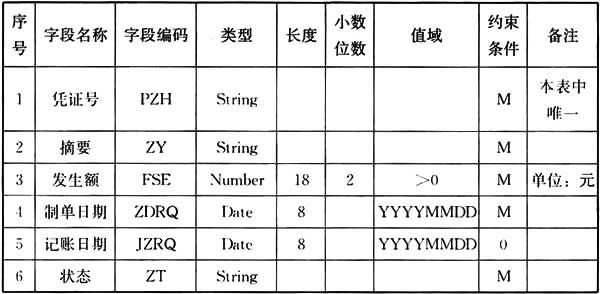 序号 字段名称 字段编码 类型 长度 小数位数 值域 约束条件 备注
1 凭证号 PZH String M 本表中唯一
2 摘要 ZY String M
3 发生额 FSE Number 18 2 >0 M 单位：元
4 制单日期 ZDRQ Date 8 YYYYMMDD M
5 记账日期 JZRQ Date 8 YYYYMMDD 0
6 状态 ZT String M